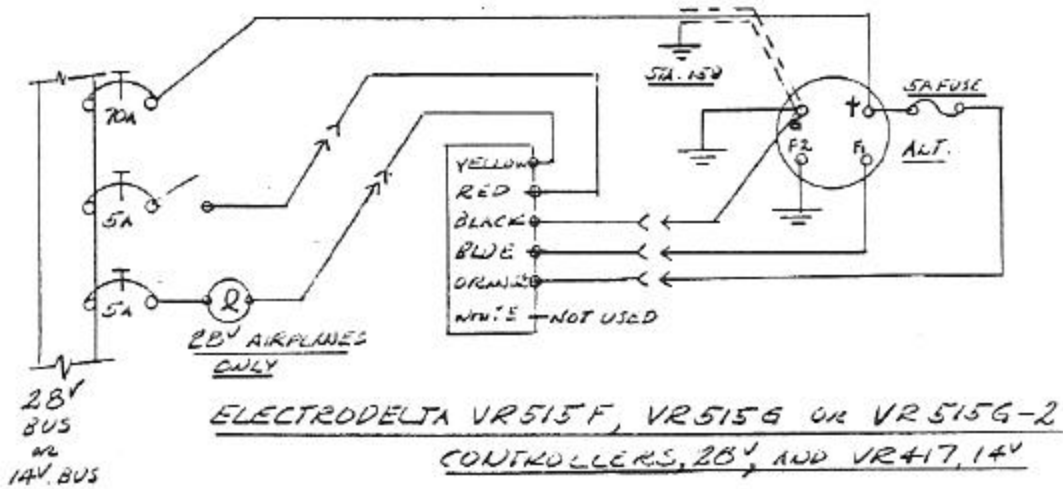 70A
5A
5A
28V AIRPLANES
ONLY
28V
BUS
OR
14V. BUS
YELLOW
RED
BLACK
BLUE
ORANGE
WHITE
NOT USED
STA. 150
F2
F1
+
5A FUSE
ALT.
ELECTRODELTA VR515F, VR515G OR VR515G-2
CONTROLLERS, 28V, AND VR417, 14V